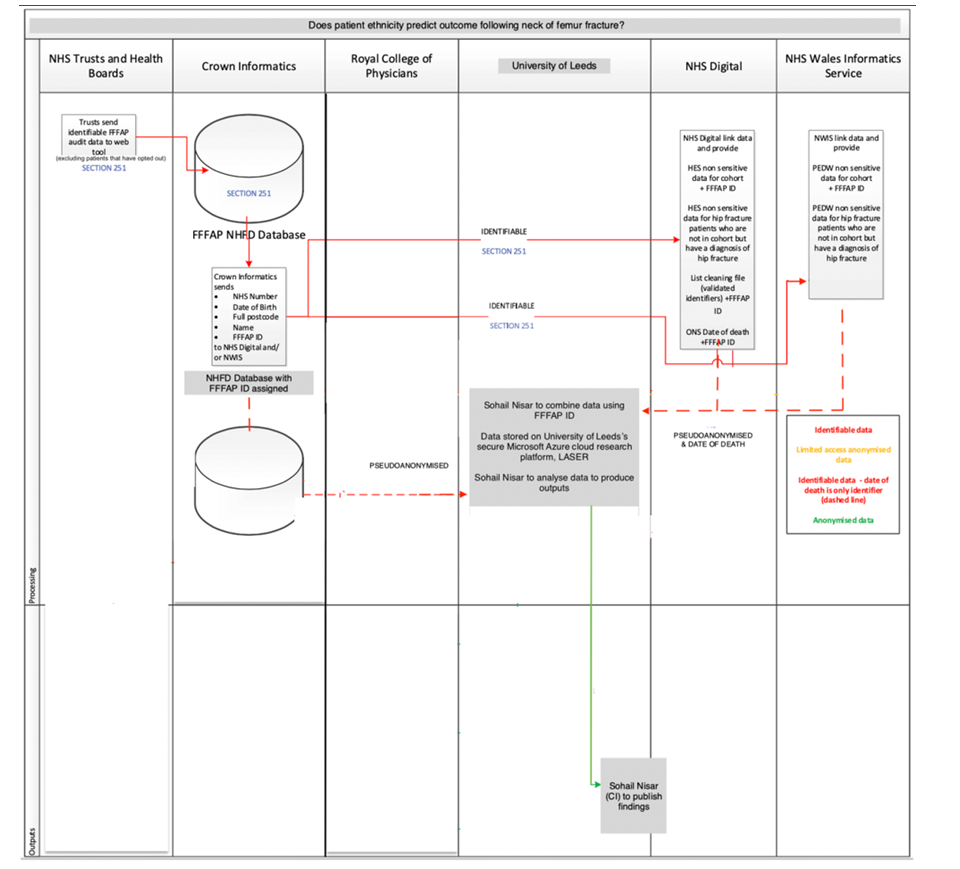 Does patient ethnicity predict outcome following neck of femur fracture?
NHS Trusts and Health
Boards
Crown Informatics
Royal College of
Physicians
University of Leeds
NHS Digital
NHS Wales Informatics
Service
Trusts send
identifiable FFFAP
audit data to web
tool
(excluding patients that have opted out)
SECTION 251
SECTION 251
FFFAP NHFD Database
Crown Informatics
sends
• NHS Number
• Date of Birth
• Full postcode
• Name
• FFFAP ID
to NHS Digital and/
or NWIS
NHFD Database with
FFFAP ID assigned
IDENTIFIABLE
SECTION 251
IDENTIFIABLE
SECTION 251
PSEUDOANONYMISED
Sohail Nisar to combine data using
FFFAP ID
Data stored on University of Leeds's
secure Microsoft Azure cloud research
platform, LASER
Sohail Nisar to analyse data to produce
outputs
NHS Digital link data
and provide
HES non sensitive
data for cohort
+ FFFAP ID
HES non sensitive
data for hip fracture
patients who are
not in cohort but
have a diagnosis of
hip fracture
List cleaning file
(validated
identifiers) +FFFAP
ID
ONS Date of death
+FFFAP ID
PSEUDOANONYMISED
& DATE OF DEATH
NWIS link data and
provide
PEDW non sensitive
data for cohort
+ FFFAP ID
PEDW non sensitive
data for hip fracture
patients who are
not in cohort but
have a diagnosis of
hip fracture
Identifiable data
Limited access anonymised
data
Identifiable data - date of
death is only identifier
(dashed line)
Anonymised data
Processing
Sohail Nisar
(CI) to publish
findings
Outputs